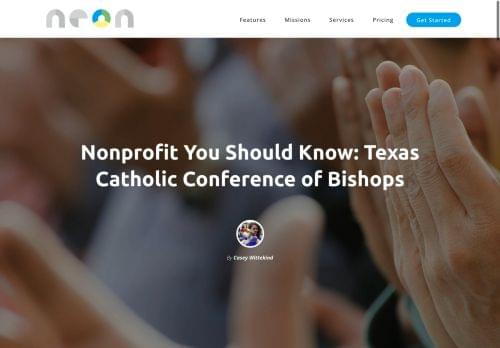 neon
Features Missions Services Pricing Get Started
Nonprofit You Should Know: Texas
Catholic Conference of Bishops
By Casey Wittekind